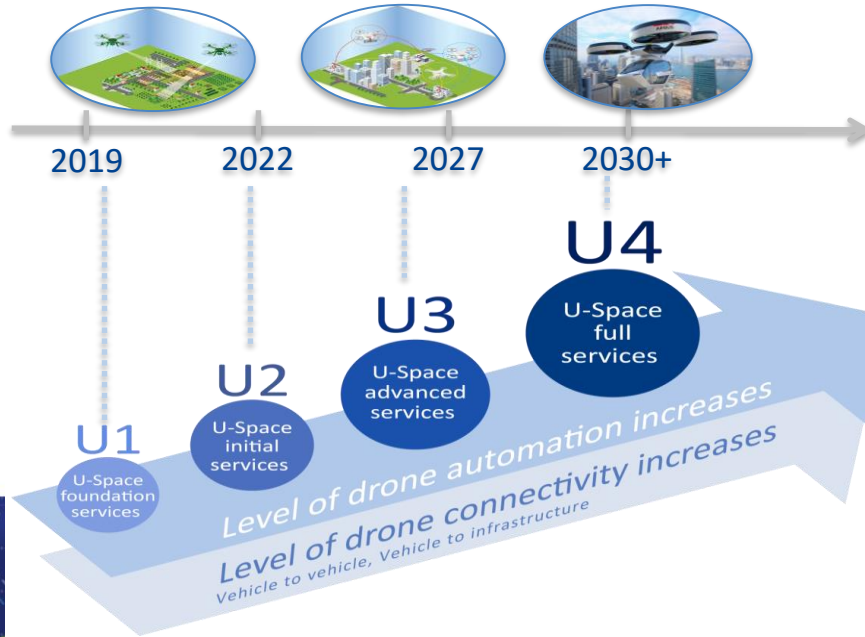 2019
2022
2027
2030+
U4
U-Space
full
services
U3
U-Space
advanced
services
U2
U-Space
initial
services
U1
U-Space
foundation
services
Level of drone automation increases
Level of drone connectivity increases
Vehicle to vehicle, Vehicle to infrastructure